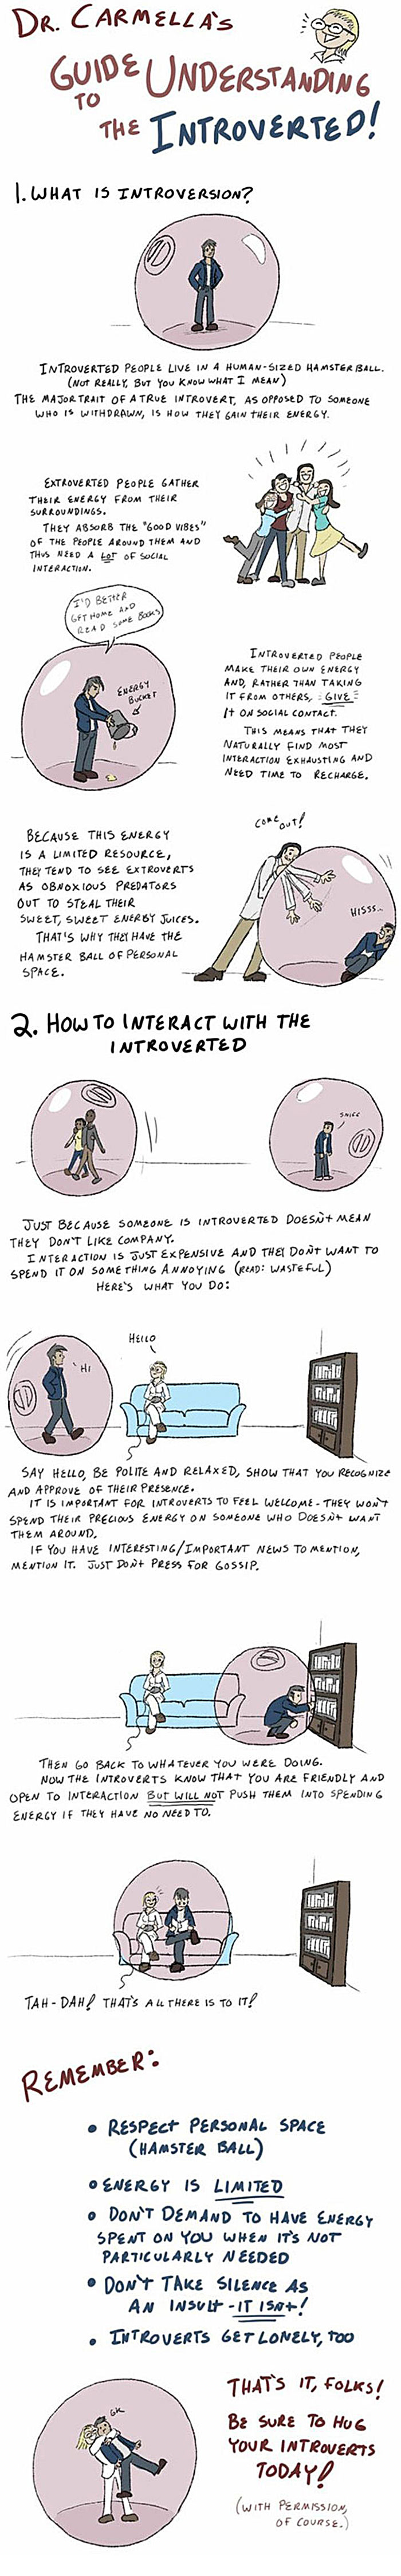 DR. CARMELLA'S
GUIDE
TO
UNDERSTANDING
THE INTROVERTED!
1. WHAT IS INTROVERSION?
INTROVERTED PEOPLE LIVE IN A HUMAN-SIZED HAMSTER BALL.
(NOT REALLY, BUT YOU KNOW WHAT I MEAN)
THE MAJOR TRAIT OF A TRUE INTROVERT, AS OPPOSED TO SOMEONE
WHO IS WITHDRAWN, IS HOW THEY GAIN THEIR ENERGY.
EXTROVERTED PEOPLE GATHER
THEIR ENERGY FROM THEIR
SURROUNDINGS.
THEY ABSORB THE "GOOD VIBES"
OF THE PEOPLE AROUND THEM AND
THUS NEED A LOT OF SOCIAL
INTERACTION.
I'D BETTER
GET HOME AND
READ SOME BOOKS
ENERGY
BUCKET
INTROVERTED PEOPLE
MAKE THEIR OWN ENERGY
AND, RATHER THAN TAKING
IT FROM OTHERS, GIVE
IT ON SOCIAL CONTACT.
THIS MEANS THAT THEY
NATURALLY FIND MOST
INTERACTION EXHAUSTING AND
NEED TIME TO RECHARGE.
BECAUSE THIS ENERGY
IS A LIMITED RESOURCE,
THEY TEND TO SEE EXTROVERTS
AS OBNOXIOUS PREDATORS
OUT TO STEAL THEIR
SWEET, SWEET ENERGY JUICES.
THAT'S WHY THEY HAVE THE
HAMSTER BALL OF PERSONAL
SPACE.
COME OUT!
HISSS..
2. HOW TO INTERACT WITH THE
INTROVERTED
SNIFF
JUST BECAUSE SOMEONE IS INTROVERTED DOESN'T MEAN
THEY DON'T LIKE COMPANY.
INTERACTION IS JUST EXPENSIVE AND THEY DON'T WANT TO
SPEND IT ON SOMETHING ANNOYING (READ: WASTEFUL)
HERE'S WHAT YOU DO:
HI
HELLO
SAY HELLO, BE POLITE AND RELAXED, SHOW THAT YOU RECOGNIZE
AND APPROVE OF THEIR PRESENCE.
IT IS IMPORTANT FOR INTROVERTS TO FEEL WELCOME - THEY WON'T
SPEND THEIR PRECIOUS ENERGY ON SOMEONE WHO DOESN'T WANT
THEM AROUND.
IF YOU HAVE INTERESTING/IMPORTANT NEWS TO MENTION,
MENTION IT. JUST DON'T PRESS FOR GOSSIP.
THEN GO BACK TO WHATEVER YOU WERE DOING.
NOW THE INTROVERTS KNOW THAT YOU ARE FRIENDLY AND
OPEN TO INTERACTION BUT WILL NOT PUSH THEM INTO SPENDING
ENERGY IF THEY HAVE NO NEED TO.
TAH-DAH! THAT'S ALL THERE IS TO IT!
REMEMBER:
• RESPECT PERSONAL SPACE
(HAMSTER BALL)
• ENERGY IS LIMITED
• DON'T DEMAND TO HAVE ENERGY
SPENT ON YOU WHEN IT'S NOT
PARTICULARLY NEEDED
• DON'T TAKE SILENCE AS
AN INSULT - IT ISN'T!
• INTROVERTS GET LONELY, TOO
GK
THAT'S IT, FOLKS!
BE SURE TO HUG
YOUR INTROVERTS
TODAY!
(WITH PERMISSION,
OF COURSE.)